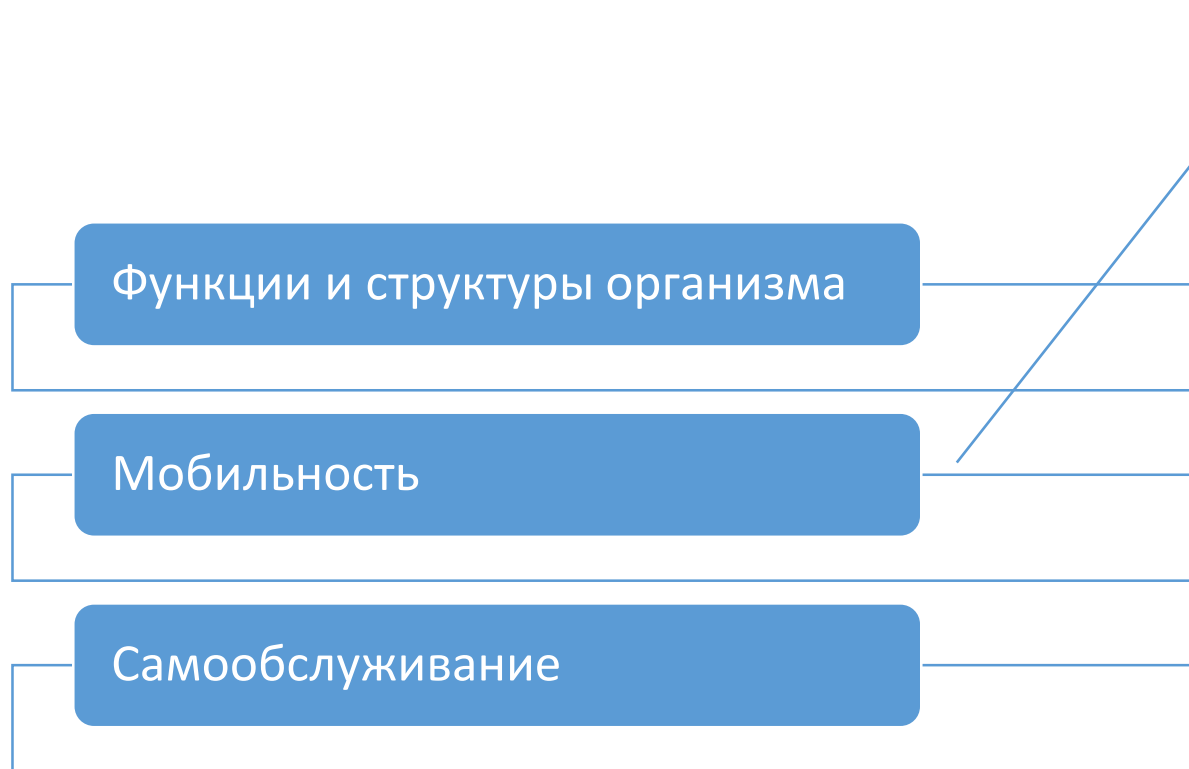 Функции и структуры организма
Мобильность
Самообслуживание